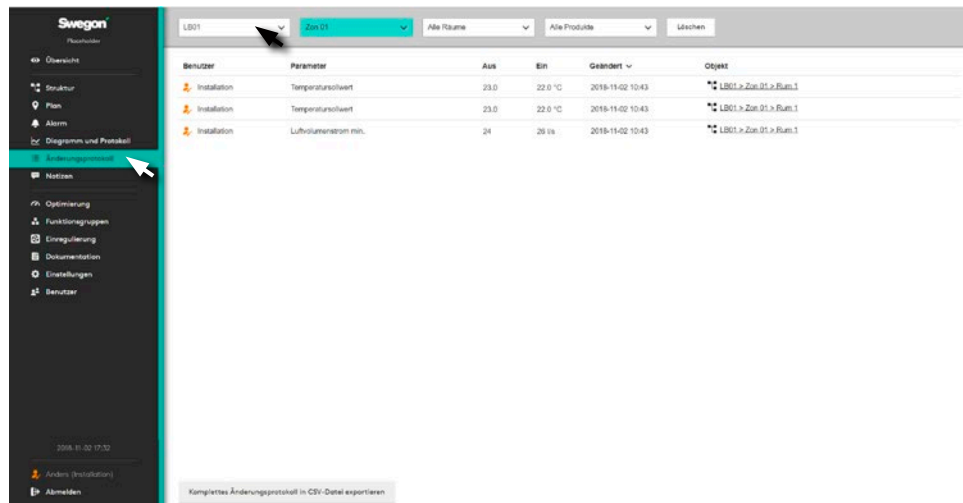 Swegon
Placeholder
Übersicht
Struktur
Plan
Alarm
Diagramm und Protokoll
Änderungsprotokoll
Notizen
Optimierung
Funktionsgruppen
Einregulierung
Dokumentation
Einstellungen
Benutzer
2018-11-02 17:32
Anders (Installation)
Abmelden
LB01 Zon 01 Alle Räume Alle Produkte Löschen
Benutzer Parameter Aus Ein Geändert Objekt
Installation Temperatursollwert 23.0 22.0 °C 2018-11-02 10:43 LB01 > Zon 01 > Rum 1
Installation Temperatursollwert 23.0 22.0 °C 2018-11-02 10:43 LB01 > Zon 01 > Rum 1
Installation Luftvolumenstrom min. 24 26 l/s 2018-11-02 10:43 LB01 > Zon 01 > Rum 1
Komplettes Änderungsprotokoll in CSV-Datei exportieren